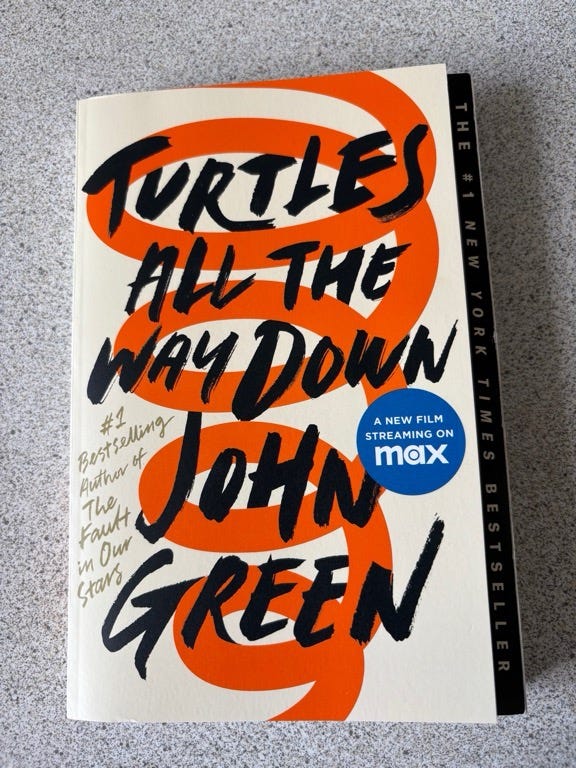 TURTLES
ALL THE
WAY DOWN
#1
Bestselling
Author of
The
Fault
in Our
Stars
JOHN
GREEN
A NEW FILM
STREAMING ON
max
THE #1 NEW YORK TIMES BESTSELLER